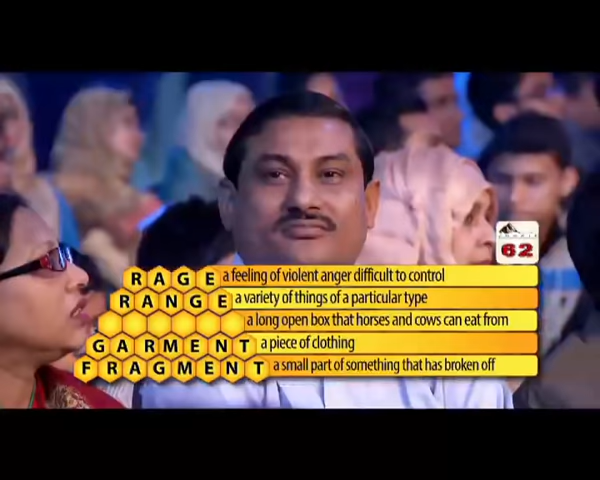 62
RAGE a feeling of violent anger difficult to control
RANGE a variety of things of a particular type
a long open box that horses and cows can eat from
GARMENT a piece of clothing
FRAGMENT a small part of something that has broken off